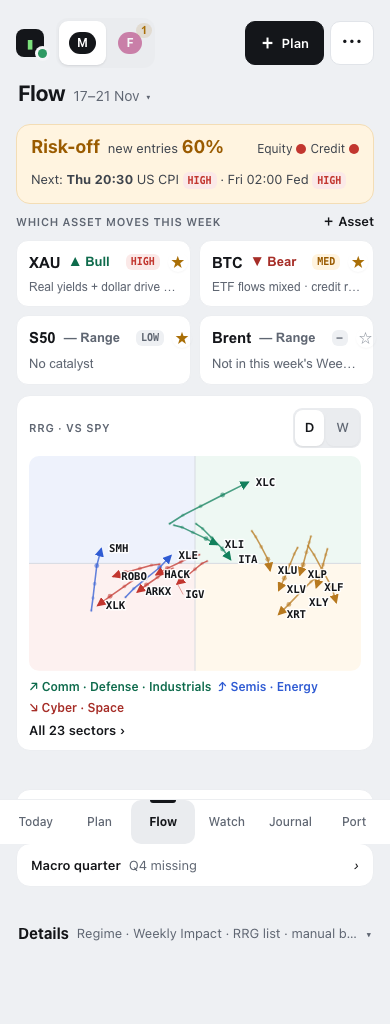 M F 1 + Plan •••
Flow 17–21 Nov ▾
Risk-off new entries 60% Equity Credit
Next: Thu 20:30 US CPI HIGH · Fri 02:00 Fed HIGH
WHICH ASSET MOVES THIS WEEK + Asset
XAU ▲ Bull HIGH ★
Real yields + dollar drive …
BTC ▼ Bear MED ★
ETF flows mixed · credit r…
S50 — Range LOW ★
No catalyst
Brent — Range – ☆
Not in this week's Wee…
RRG · VS SPY D W
XLC
XLI
SMH
XLE
ITA
ROBO
HACK
XLU
XLP
ARKX
IGV
XLV
XLF
XLK
XLY
XRT
↗ Comm · Defense · Industrials ⤴ Semis · Energy
↘ Cyber · Space
All 23 sectors ›
Today Plan Flow Watch Journal Port
Macro quarter Q4 missing ›
Details Regime · Weekly Impact · RRG list · manual b… ▾